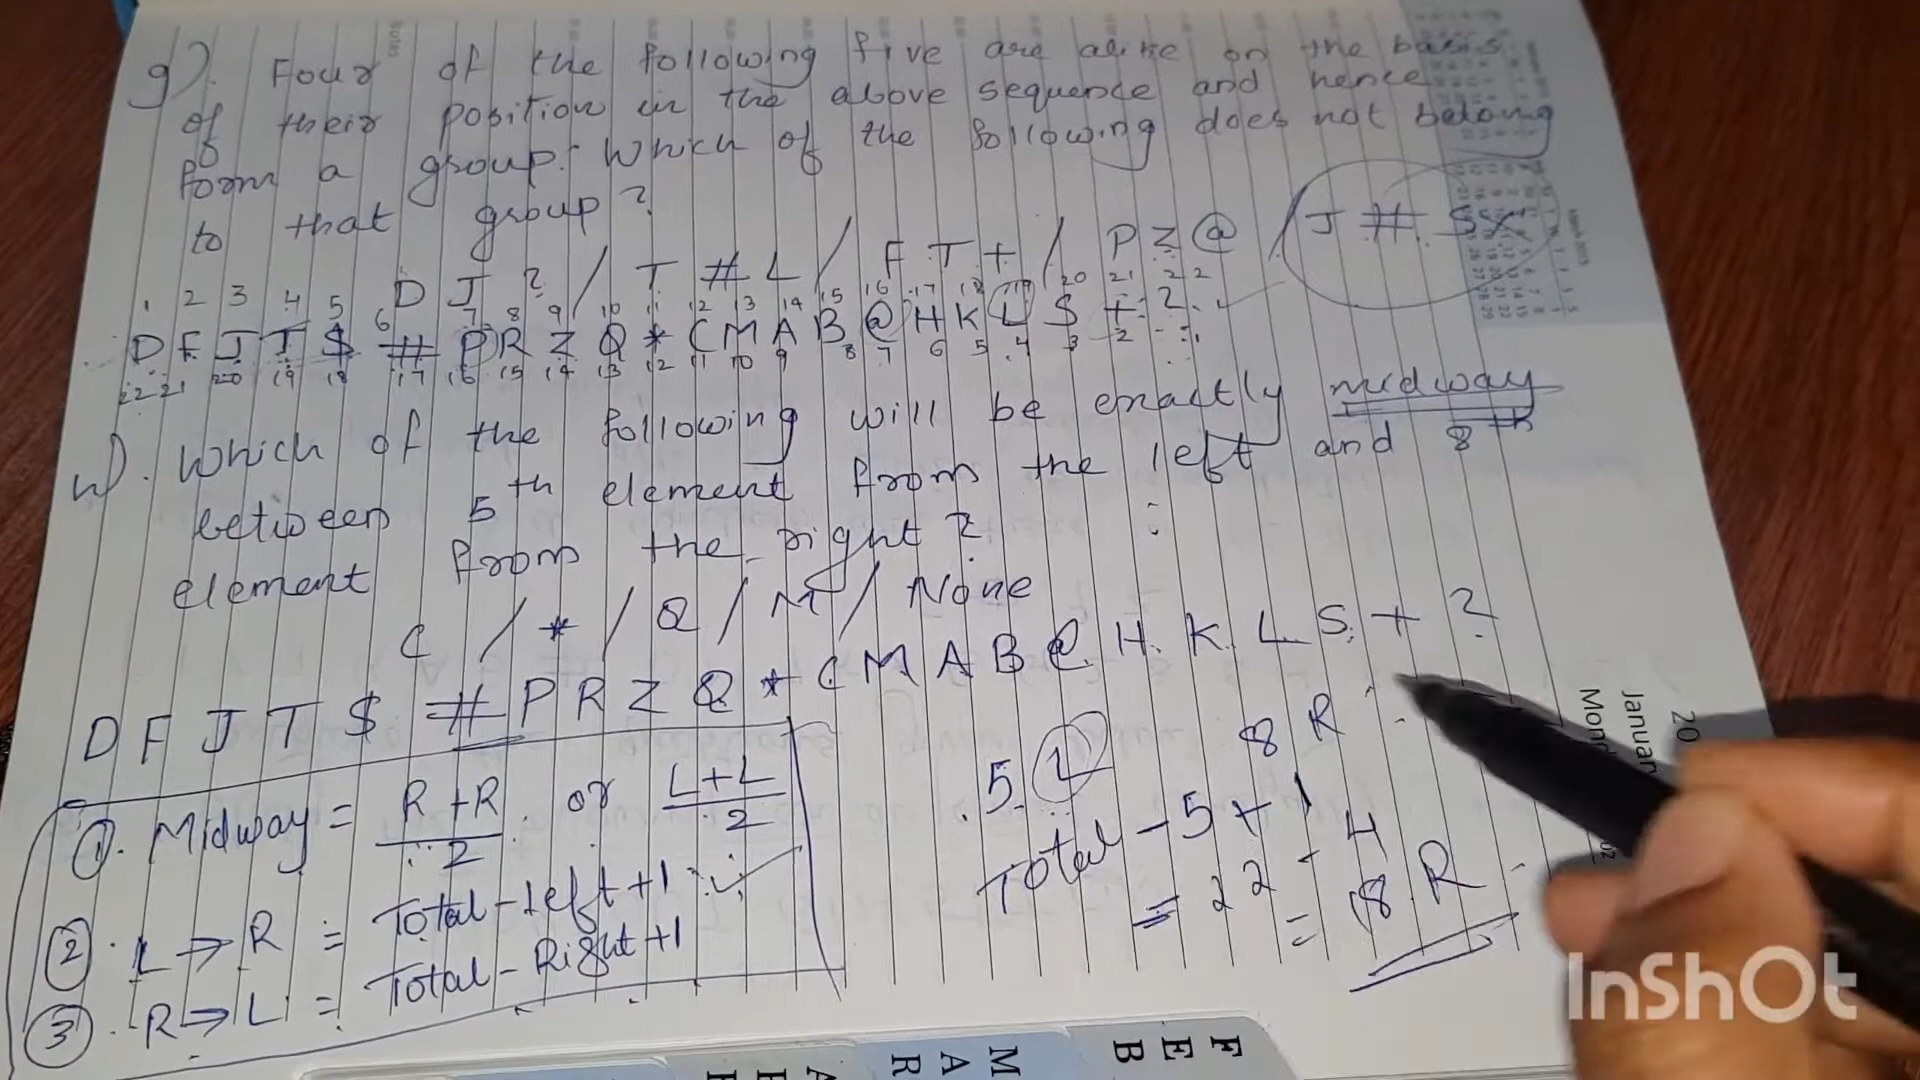 g). Four of the following five are alike on the basis
of their position in the above sequence and hence
form a group. Which of the following does not belong
to that group?
D J ? / T # L / F T + / P Z @ / J # S X
1 2 3 4 5 6 7 8 9 10 11 12 13 14 15 16 17 18 19 20 21 22
D F J T $ # P R Z Q * C M A B @ H K L S + ?
22 21 20 19 18 17 16 15 14 13 12 11 10 9 8 7 6 5 4 3 2 1
h). Which of the following will be exactly midway
between 5th element from the left and 8th
element from the right?
C / * / Q / M / None
D F J T $ # P R Z Q * C M A B @ H K L S + ?
① Midway = R+R/2 or L+L/2
② L → R = Total-left+1
③ R → L = Total-Right+1
5 L 8 R
Total - 5 + 1
= 22 - 4
= 18 R
20
Januar
Mond
02
March 2019
F E B
M A R
InShOt